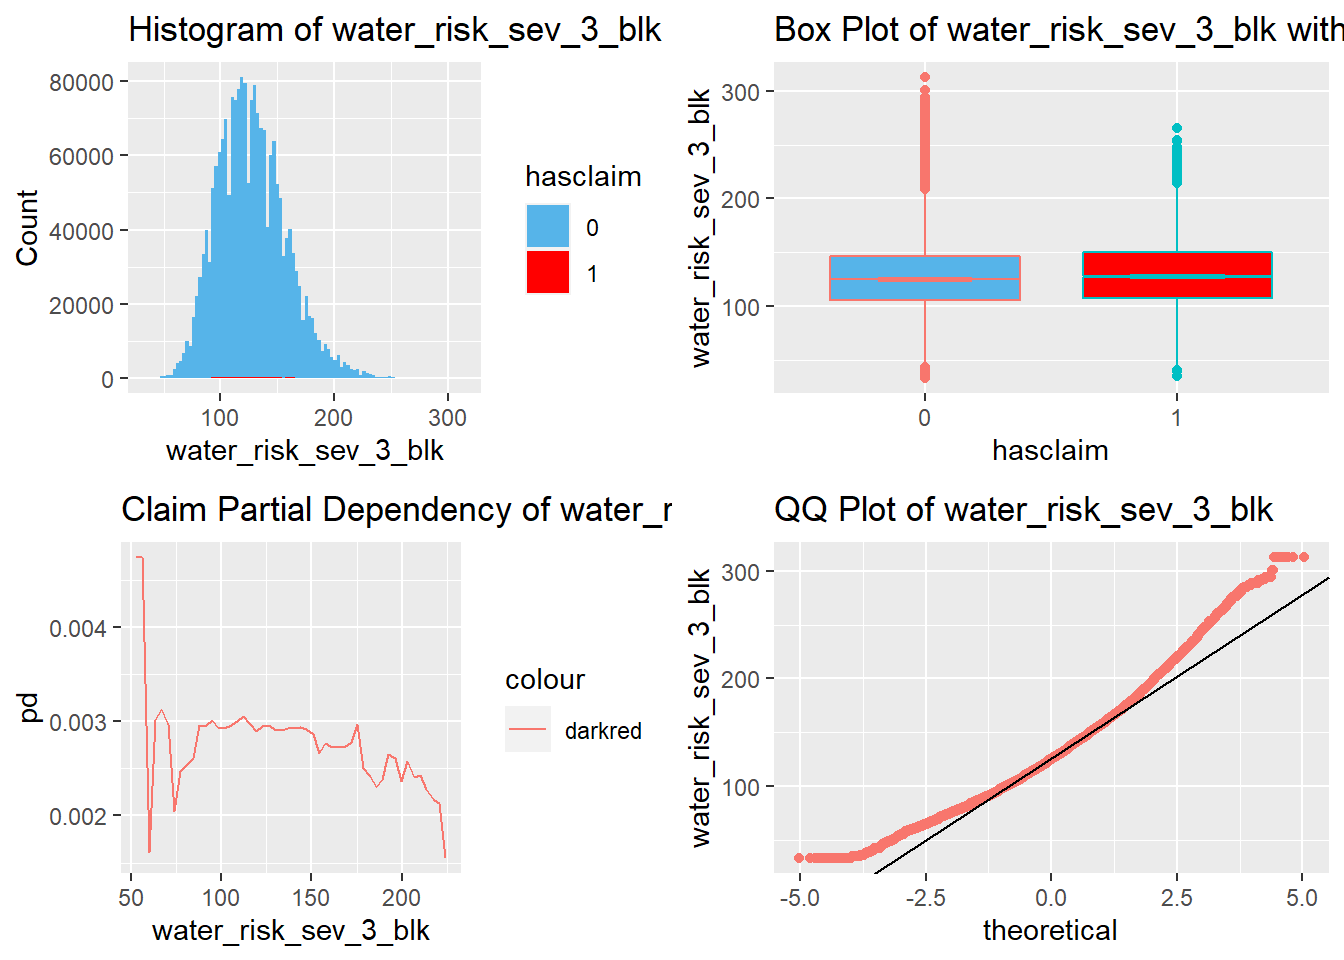 Histogram of water_risk_sev_3_blk
80000
60000
40000
20000
0
Count
100
200
300
water_risk_sev_3_blk
hasclaim
0
1
Box Plot of water_risk_sev_3_blk with
300
200
100
water_risk_sev_3_blk
0
1
hasclaim
Claim Partial Dependency of water_r
0.004
0.003
0.002
pd
50
100
150
200
water_risk_sev_3_blk
colour
darkred
QQ Plot of water_risk_sev_3_blk
300
200
100
water_risk_sev_3_blk
-5.0
-2.5
0.0
2.5
5.0
theoretical